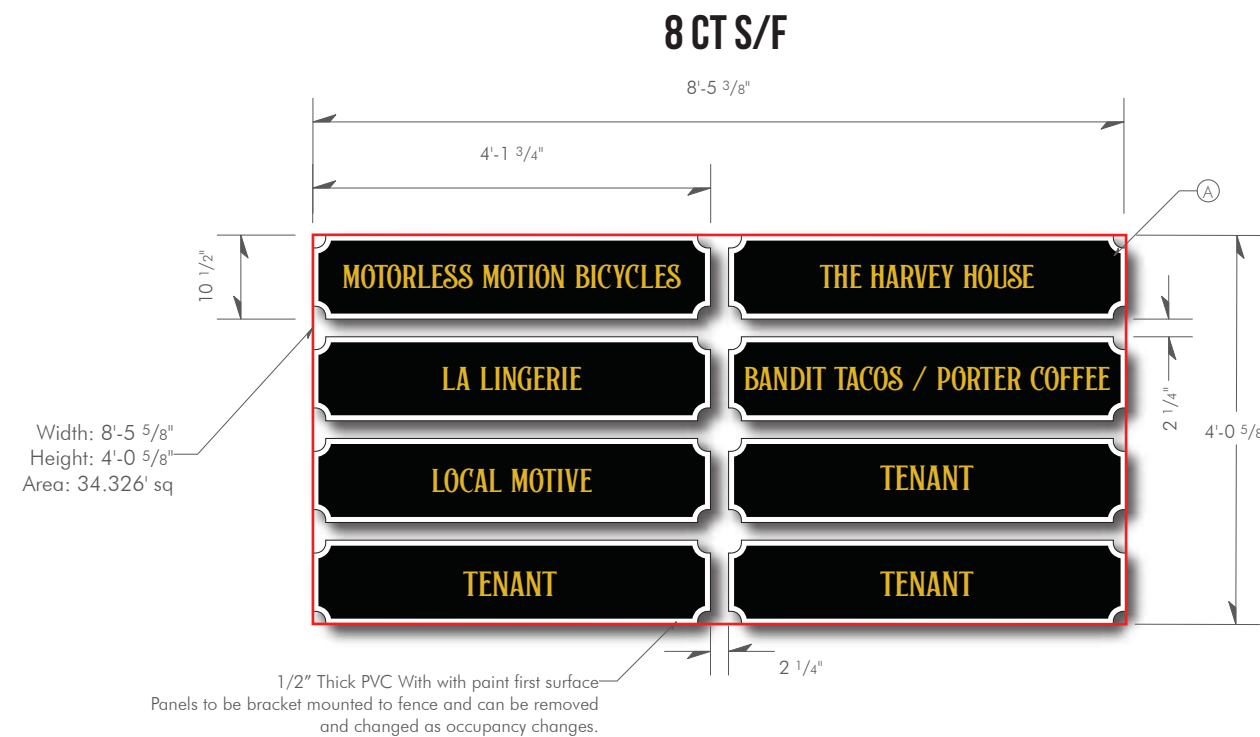 8 CT S/F
8'-5 3/8"
4'-1 3/4"
A
10 1/2"
MOTORLESS MOTION BICYCLES
THE HARVEY HOUSE
LA LINGERIE
BANDIT TACOS / PORTER COFFEE
2 1/4"
4'-0 5/8
Width: 8'-5 5/8"
Height: 4'-0 5/8"
Area: 34.326' sq
LOCAL MOTIVE
TENANT
TENANT
TENANT
2 1/4"
1/2" Thick PVC With with paint first surface
Panels to be bracket mounted to fence and can be removed
and changed as occupancy changes.